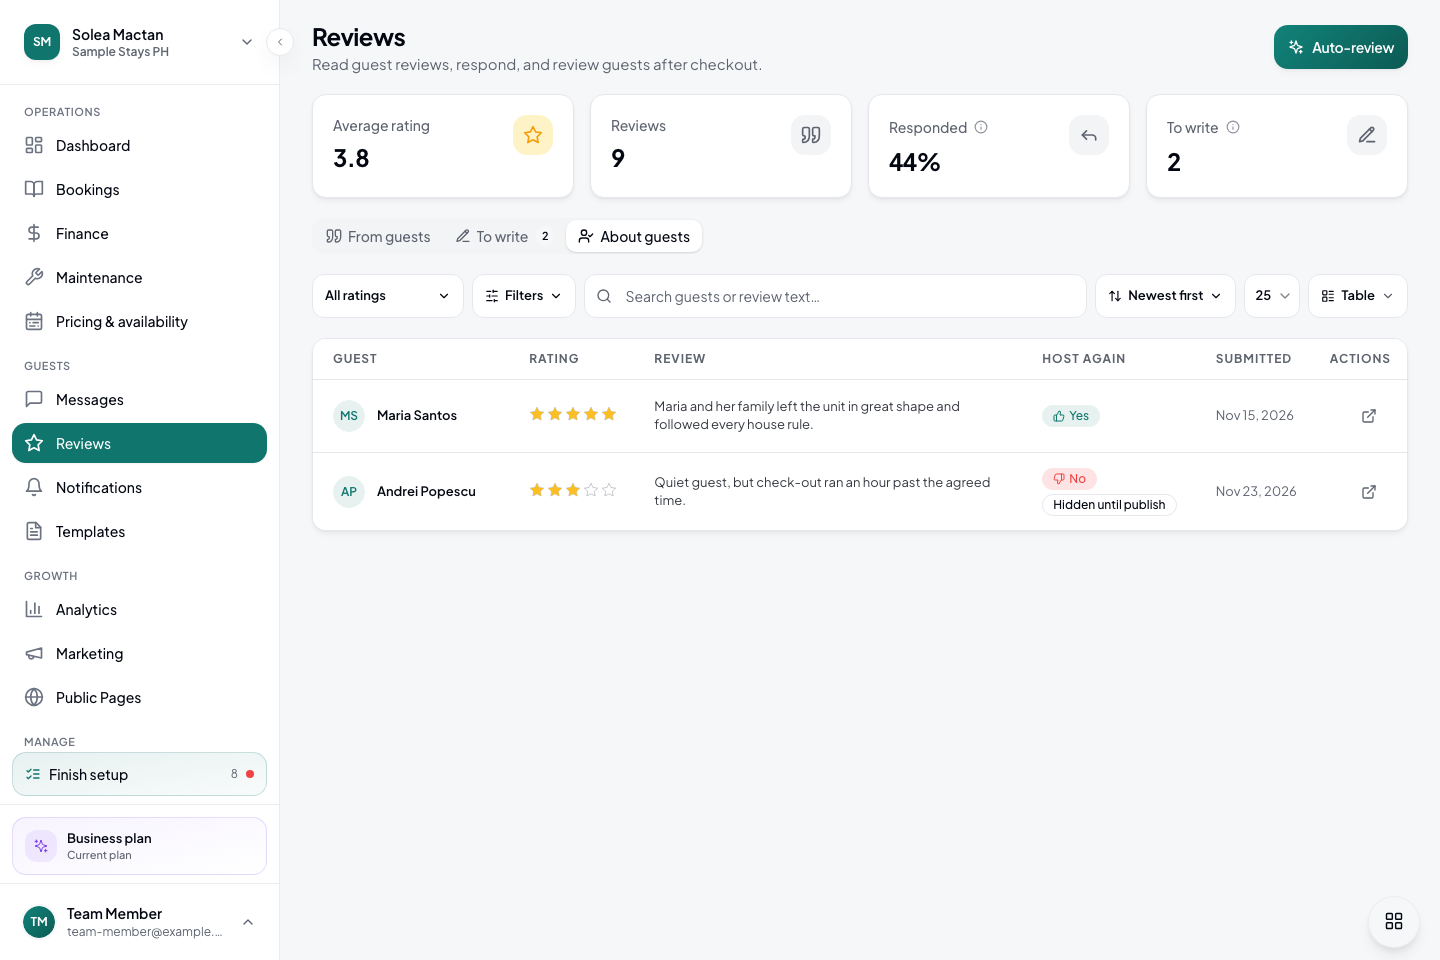 SM
Solea Mactan
Sample Stays PH
OPERATIONS
Dashboard
Bookings
Finance
Maintenance
Pricing & availability
GUESTS
Messages
Reviews
Notifications
Templates
GROWTH
Analytics
Marketing
Public Pages
MANAGE
Finish setup 8
Business plan
Current plan
TM
Team Member
team-member@example.…
Reviews
Read guest reviews, respond, and review guests after checkout.
Auto-review
Average rating
3.8
Reviews
9
Responded
44%
To write
2
From guests To write 2 About guests
All ratings Filters Search guests or review text… Newest first 25 Table
GUEST RATING REVIEW HOST AGAIN SUBMITTED ACTIONS
MS Maria Santos
Maria and her family left the unit in great shape and
followed every house rule.
Yes
Nov 15, 2026
AP Andrei Popescu
Quiet guest, but check-out ran an hour past the agreed
time.
No
Hidden until publish
Nov 23, 2026